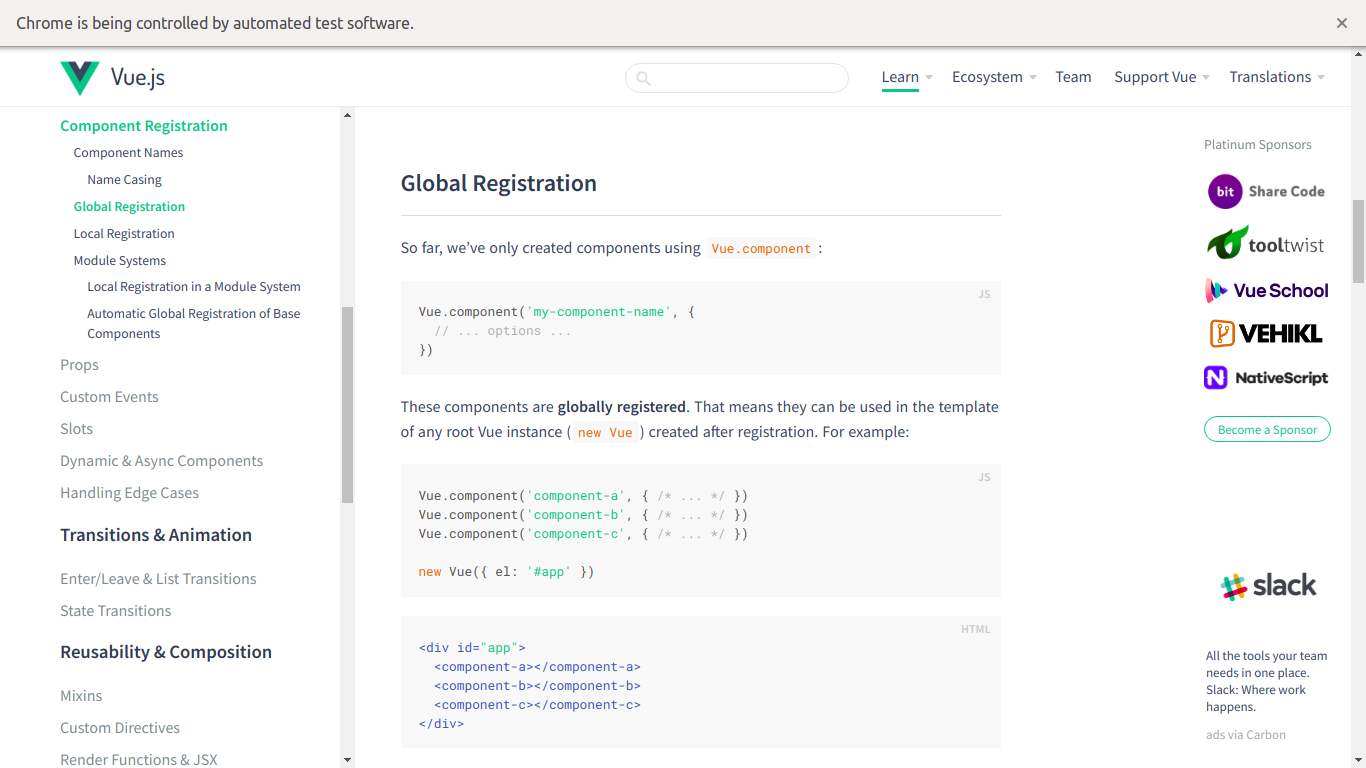 Chrome is being controlled by automated test software.
Vue.js
Learn
Ecosystem
Team
Support Vue
Translations
Component Registration
Component Names
Name Casing
Global Registration
Local Registration
Module Systems
Local Registration in a Module System
Automatic Global Registration of Base
Components
Props
Custom Events
Slots
Dynamic & Async Components
Handling Edge Cases
Transitions & Animation
Enter/Leave & List Transitions
State Transitions
Reusability & Composition
Mixins
Custom Directives
Render Functions & JSX
Global Registration
So far, we’ve only created components using Vue.component :
JS
Vue.component('my-component-name', {
// ... options ...
})
These components are globally registered. That means they can be used in the template
of any root Vue instance ( new Vue ) created after registration. For example:
JS
Vue.component('component-a', { /* ... */ })
Vue.component('component-b', { /* ... */ })
Vue.component('component-c', { /* ... */ })
new Vue({ el: '#app' })
HTML
<div id="app">
<component-a></component-a>
<component-b></component-b>
<component-c></component-c>
</div>
Platinum Sponsors
bit Share Code
tooltwist
Vue School
VEHIKL
N NativeScript
Become a Sponsor
slack
All the tools your team
needs in one place.
Slack: Where work
happens.
ads via Carbon